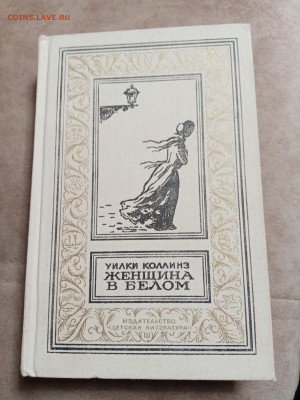 COINS.LAVE.RU
УИЛКИ КОЛЛИНЗ
ЖЕНЩИНА
В БЕЛОМ
ИЗДАТЕЛЬСТВО
«ДЕТСКАЯ ЛИТЕРАТУРА»